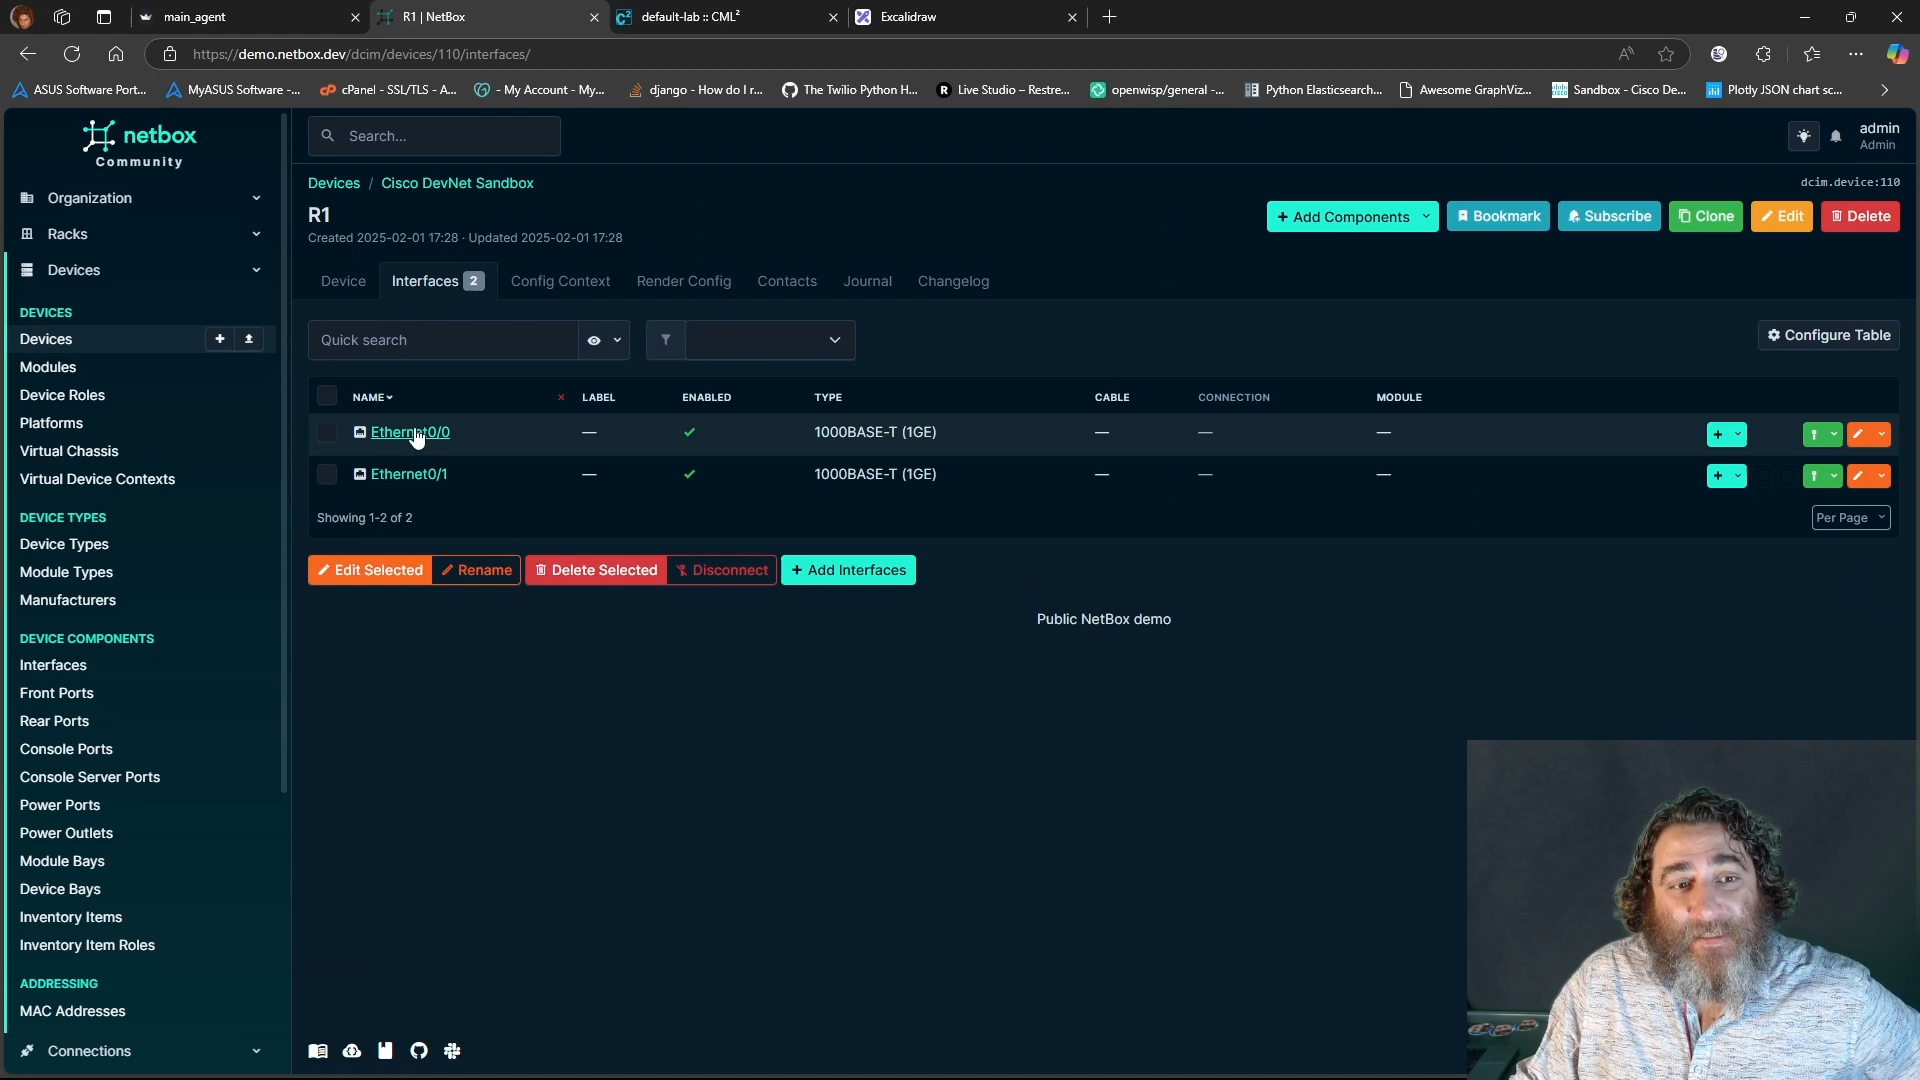 main_agent
R1 | NetBox
default-lab :: CML²
Excalidraw
https://demo.netbox.dev/dcim/devices/110/interfaces/
ASUS Software Port...
MyASUS Software -...
cPanel - SSL/TLS - A...
- My Account - My...
django - How do I r...
The Twilio Python H...
Live Studio – Restre...
openwisp/general -...
Python Elasticsearch...
Awesome GraphViz...
Sandbox - Cisco De...
Plotly JSON chart sc...
netbox
Community
Search...
admin
Admin
Organization
Racks
Devices
DEVICES
Devices
Modules
Device Roles
Platforms
Virtual Chassis
Virtual Device Contexts
DEVICE TYPES
Device Types
Module Types
Manufacturers
DEVICE COMPONENTS
Interfaces
Front Ports
Rear Ports
Console Ports
Console Server Ports
Power Ports
Power Outlets
Module Bays
Device Bays
Inventory Items
Inventory Item Roles
ADDRESSING
MAC Addresses
Connections
Devices / Cisco DevNet Sandbox
dcim.device:110
R1
Created 2025-02-01 17:28 · Updated 2025-02-01 17:28
+ Add Components
Bookmark
Subscribe
Clone
Edit
Delete
Device
Interfaces 2
Config Context
Render Config
Contacts
Journal
Changelog
Quick search
Configure Table
NAME LABEL ENABLED TYPE CABLE CONNECTION MODULE
Ethernet0/0 — 1000BASE-T (1GE) — — —
Ethernet0/1 — 1000BASE-T (1GE) — — —
Showing 1-2 of 2
Per Page
Edit Selected
Rename
Delete Selected
Disconnect
+ Add Interfaces
Public NetBox demo